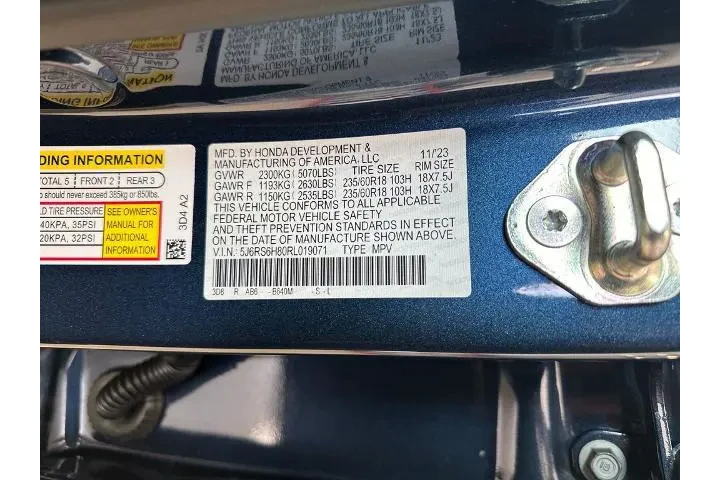 DING INFORMATION
TOTAL 5 FRONT 2 REAR 3
should never exceed 385kg or 850lbs.
LD TIRE PRESSURE
40KPA, 35PSI
20KPA, 32PSI
SEE OWNER'S
MANUAL FOR
ADDITIONAL
INFORMATION
3D4 A2
MFD. BY HONDA DEVELOPMENT & 11/'23
MANUFACTURING OF AMERICA, LLC
GVWR 2300KG( 5070LBS) TIRE SIZE RIM SIZE
GAWR F 1193KG( 2630LBS) 235/60R18 103H 18X7.5J
GAWR R 1150KG( 2535LBS) 235/60R18 103H 18X7.5J
THIS VEHICLE CONFORMS TO ALL APPLICABLE
FEDERAL MOTOR VEHICLE SAFETY
AND THEFT PREVENTION STANDARDS IN EFFECT
ON THE DATE OF MANUFACTURE SHOWN ABOVE.
V.I.N.: 5J6RS6H80RL019071 TYPE MPV
3D8 R AB6 -B640M -S -L